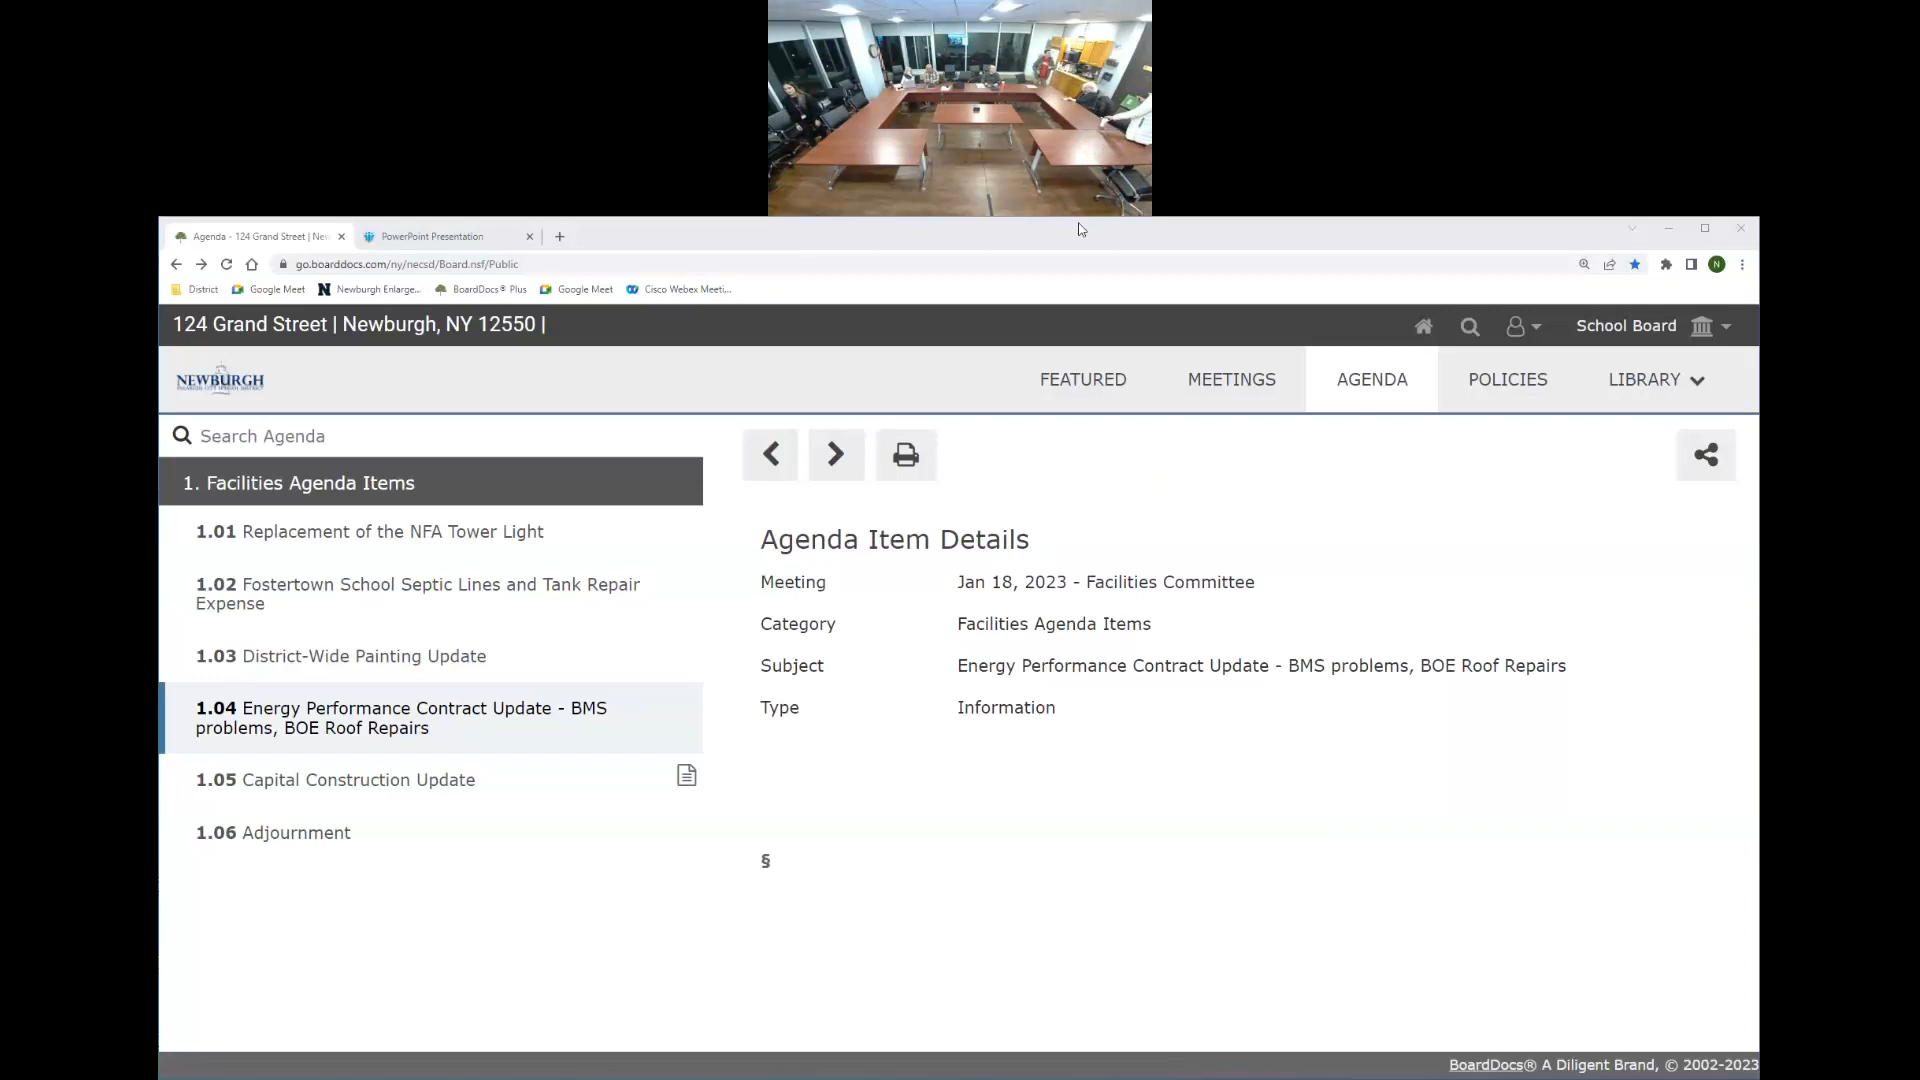 Agenda - 124 Grand Street | New
PowerPoint Presentation
go.boarddocs.com/ny/necsd/Board.nsf/Public
N
District
Google Meet
Newburgh Enlarge...
BoardDocs® Plus
Google Meet
Cisco Webex Meeti...
124 Grand Street | Newburgh, NY 12550 |
School Board
NEWBURGH
FEATURED
MEETINGS
AGENDA
POLICIES
LIBRARY
Search Agenda
1. Facilities Agenda Items
1.01 Replacement of the NFA Tower Light
1.02 Fostertown School Septic Lines and Tank Repair
Expense
1.03 District-Wide Painting Update
1.04 Energy Performance Contract Update - BMS
problems, BOE Roof Repairs
1.05 Capital Construction Update
1.06 Adjournment
Agenda Item Details
Meeting Jan 18, 2023 - Facilities Committee
Category Facilities Agenda Items
Subject Energy Performance Contract Update - BMS problems, BOE Roof Repairs
Type Information
§
BoardDocs® A Diligent Brand, © 2002-2023